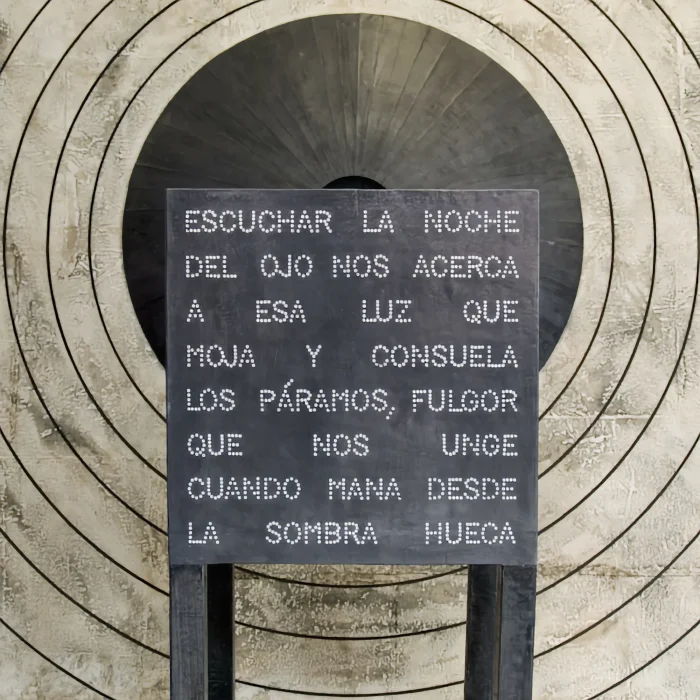 ESCUCHAR LA NOCHE
DEL OJO NOS ACERCA
A ESA LUZ QUE
MOJA Y CONSUELA
LOS PÁRAMOS, FULGOR
QUE NOS UNGE
CUANDO MANA DESDE
LA SOMBRA HUECA